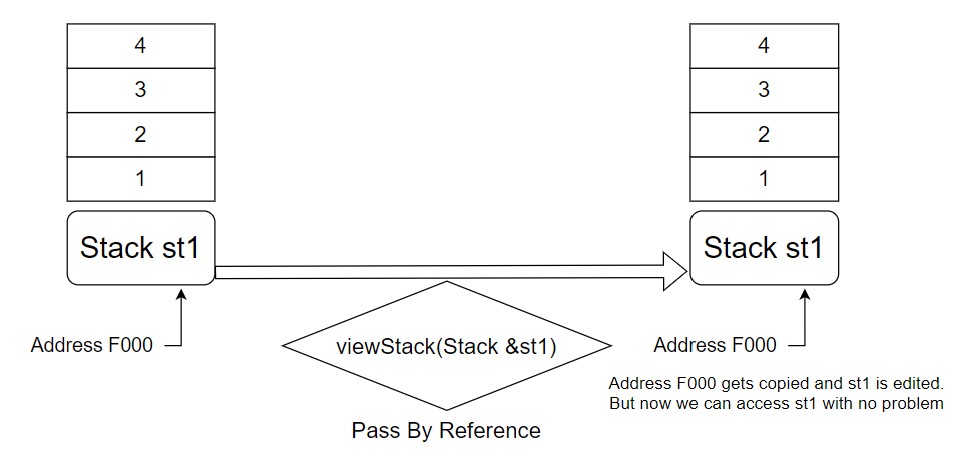 4
3
2
1
Stack st1
Address F000
viewStack(Stack &st1)
Pass By Reference
4
3
2
1
Stack st1
Address F000
Address F000 gets copied and st1 is edited.
But now we can access st1 with no problem